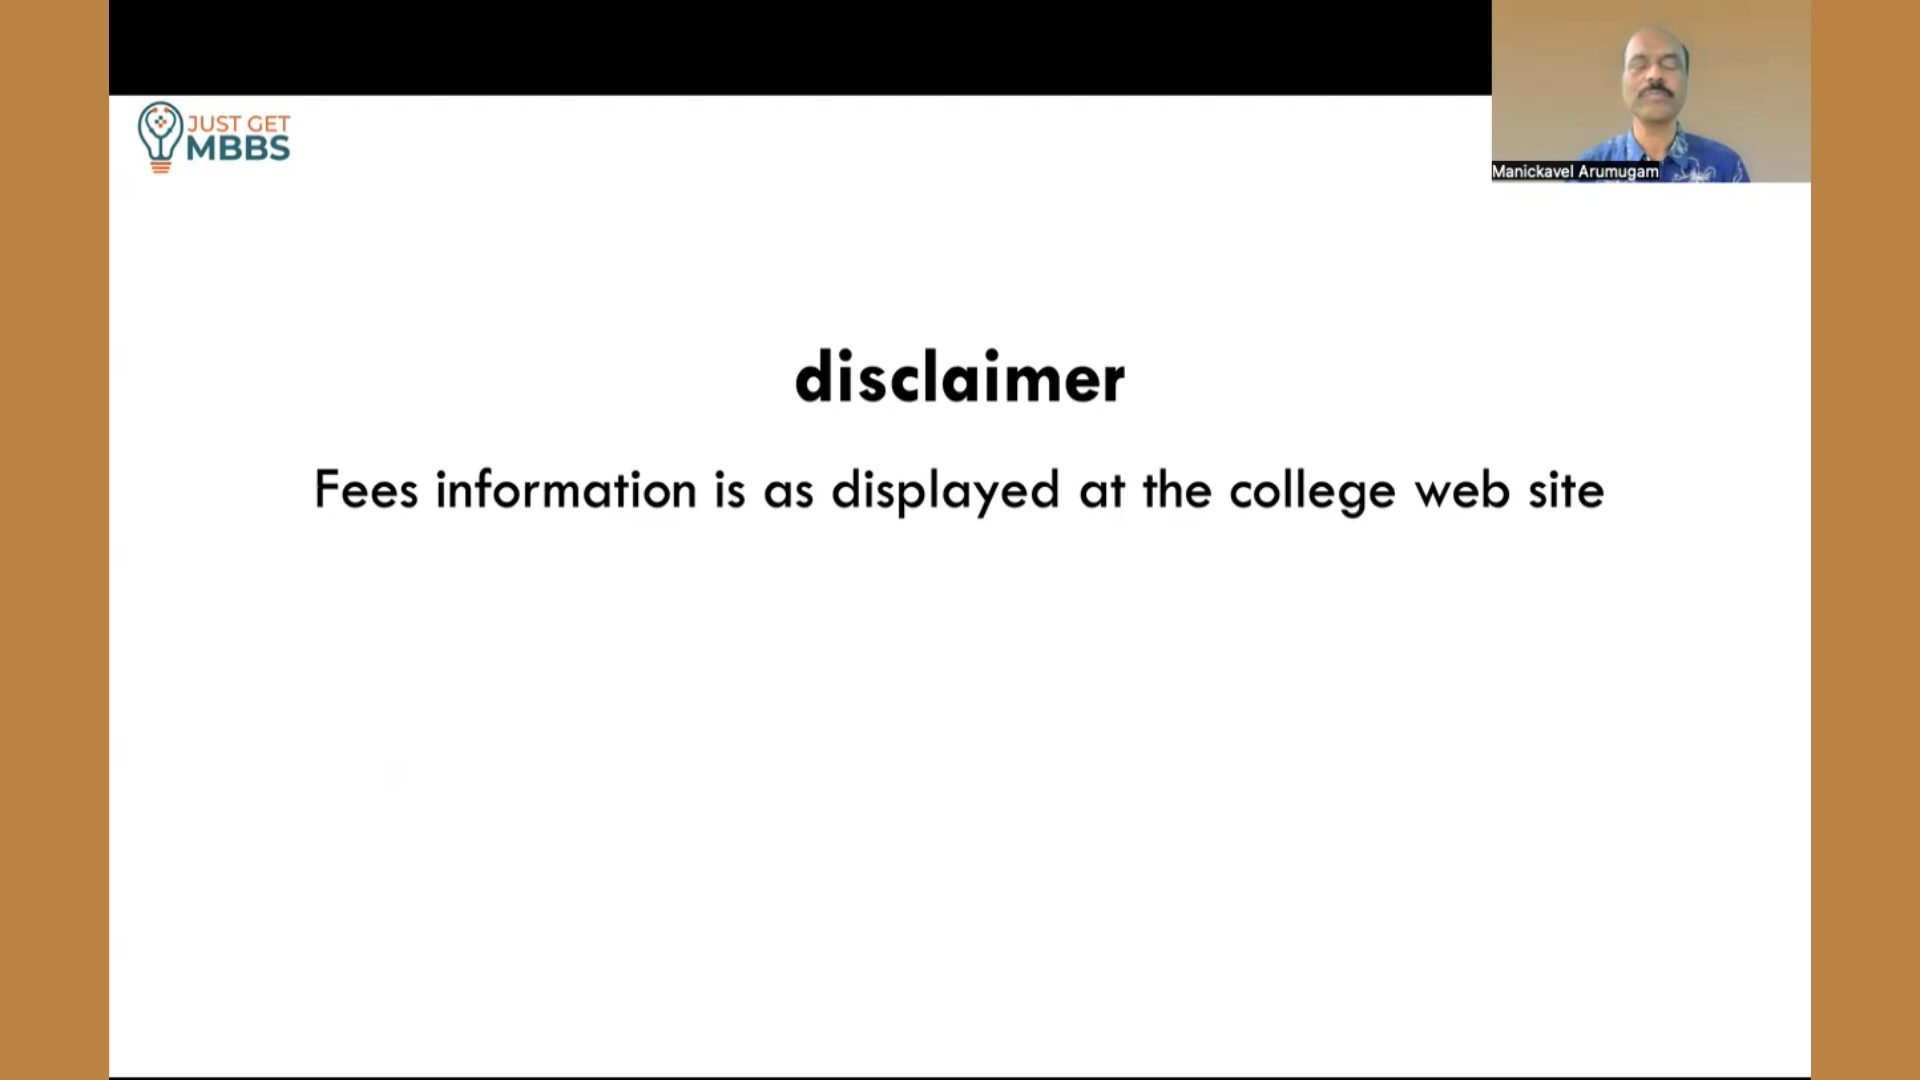 JUST GET
MBBS
Manickavel Arumugam
disclaimer
Fees information is as displayed at the college web site